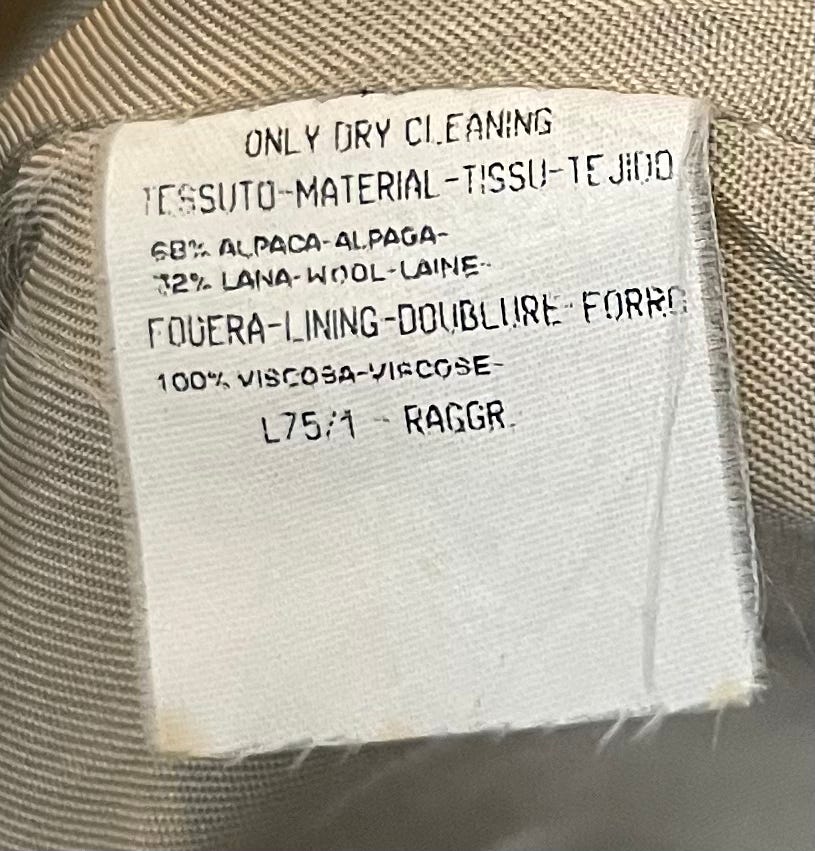 ONLY DRY CLEANING
TESSUTO-MATERIAL-TISSU-TEJIDO
68% ALPACA-ALPAGA-
32% LANA-WOOL-LAINE-
FODERA-LINING-DOUBLURE-FORRO
100% VISCOSA-VISCOSE-
L75/1 - RAGGR.